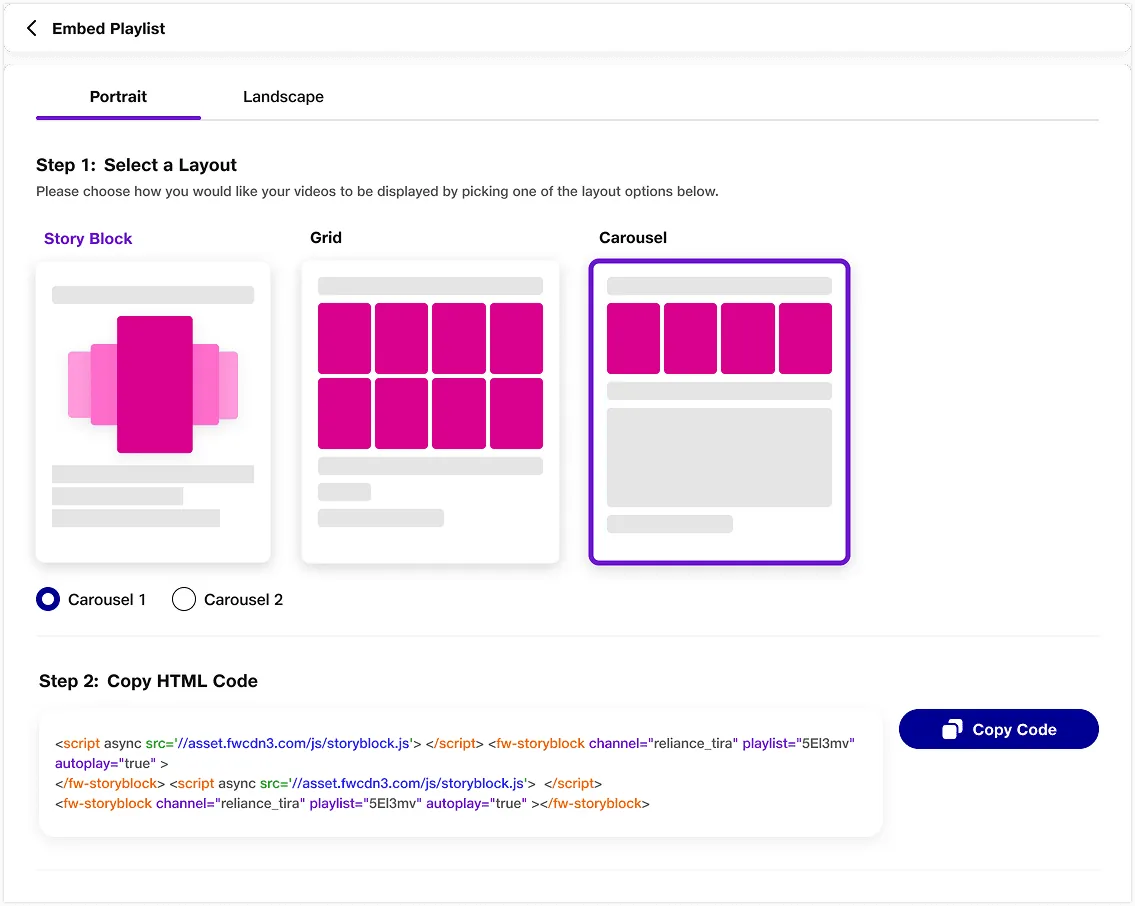 Embed Playlist
Portrait
Landscape
Step 1: Select a Layout
Please choose how you would like your videos to be displayed by picking one of the layout options below.
Story Block
Grid
Carousel
Carousel 1
Carousel 2
Step 2: Copy HTML Code
<script async src='//asset.fwcdn3.com/js/storyblock.js'> </script> <fw-storyblock channel="reliance_tira" playlist="5El3mv"
autoplay="true" >
</fw-storyblock> <script async src='//asset.fwcdn3.com/js/storyblock.js'>  </script>
<fw-storyblock channel="reliance_tira" playlist="5El3mv" autoplay="true" ></fw-storyblock>
Copy Code